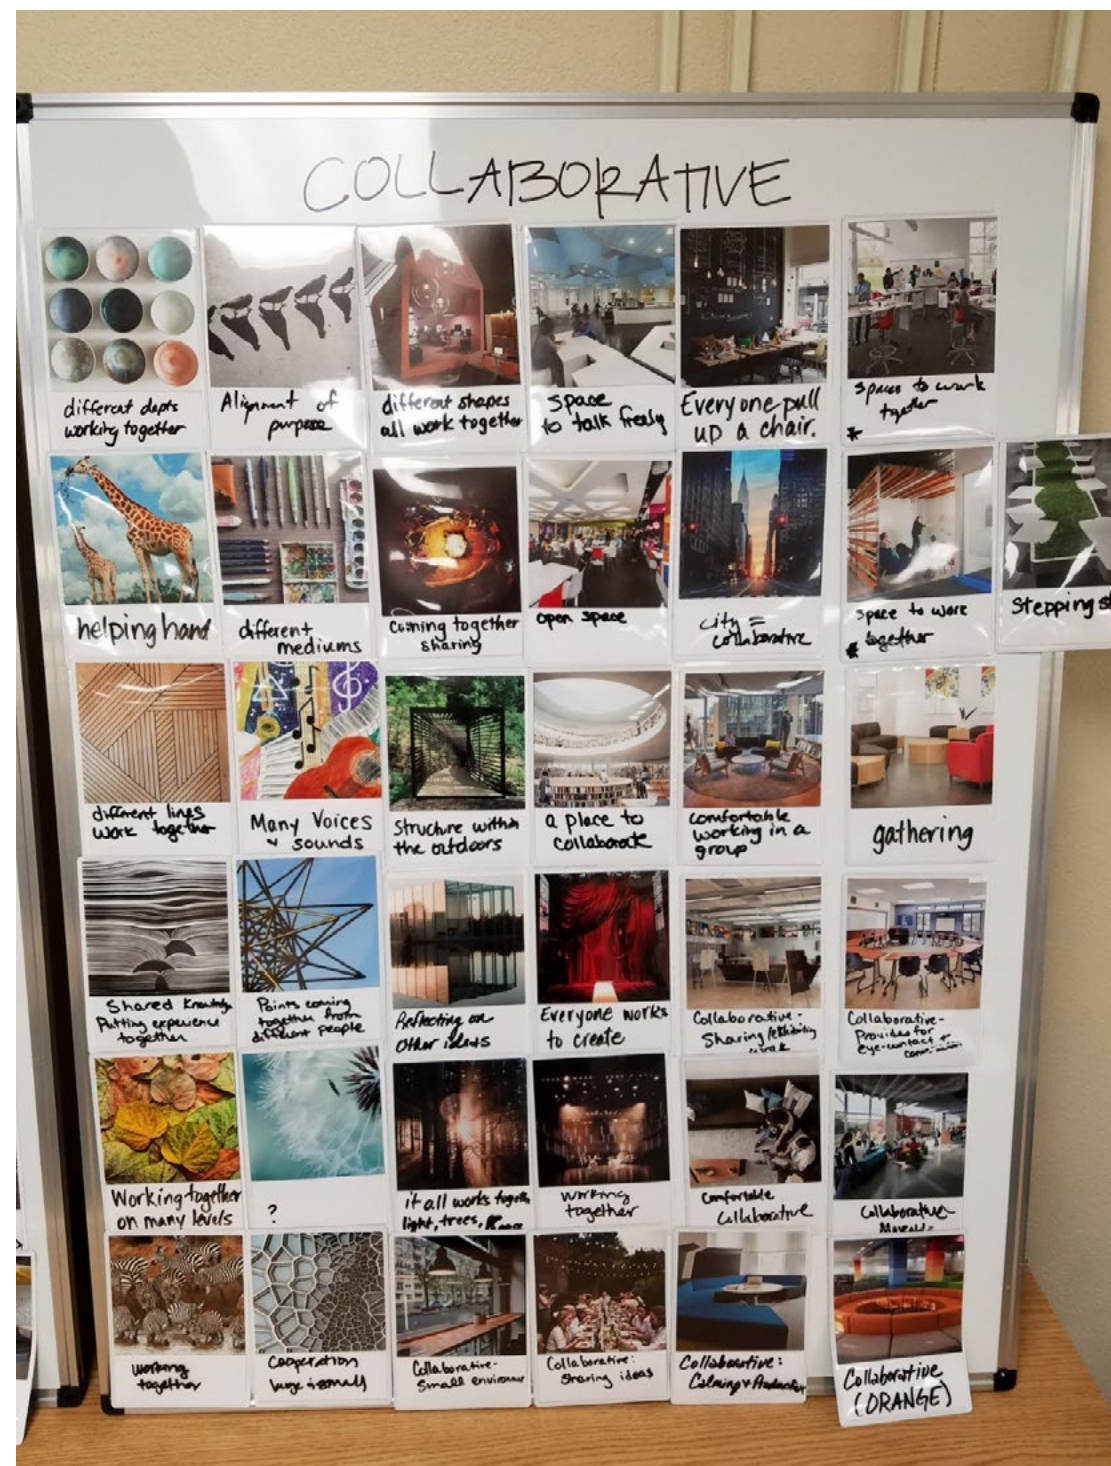 COLLABORATIVE
different depts
working together
Alignment of
purpose
different shapes
all work together
space
to talk freely
Everyone pull
up a chair.
spaces to work
together
*
helping hand
different
mediums
coming together
sharing
open space
city =
collaborative
space to work
* together
Stepping
different lines
work together
Many Voices
+ sounds
Structure within
the outdoors
a place to
collaborate
comfortable
working in a
group
gathering
Shared Knowledge
Putting experience
together
Points coming
together from
different people
Reflecting on
other ideas
Everyone works
to create
Collaborative-
Sharing/exhibiting
work
Collaborative-
Provides for
eye-contact +
Working together
on many levels
?
it all works together
light, trees,
working
together
Comfortable
Collaborative
Collaborative-
working
together
Cooperation
large + small
Collaborative-
Small environment
Collaborative:
Sharing ideas
Collaborative:
Calming +
Collaborative
(ORANGE)